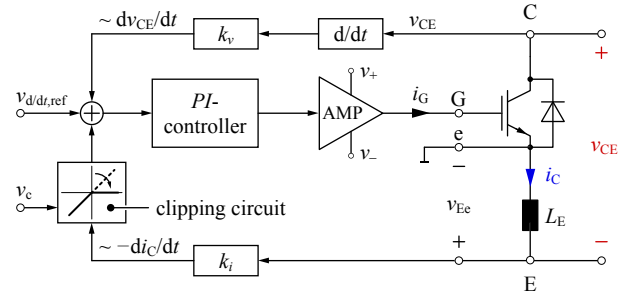 ~ dv_CE/dt
k_v
d/dt
v_CE
C
+
v_d/dt,ref
+
PI-
controller
v_+
AMP
v_–
i_G
G
e
–
v_CE
v_c
clipping circuit
i_C
v_Ee
L_E
~ −di_C/dt
k_i
+
E
–